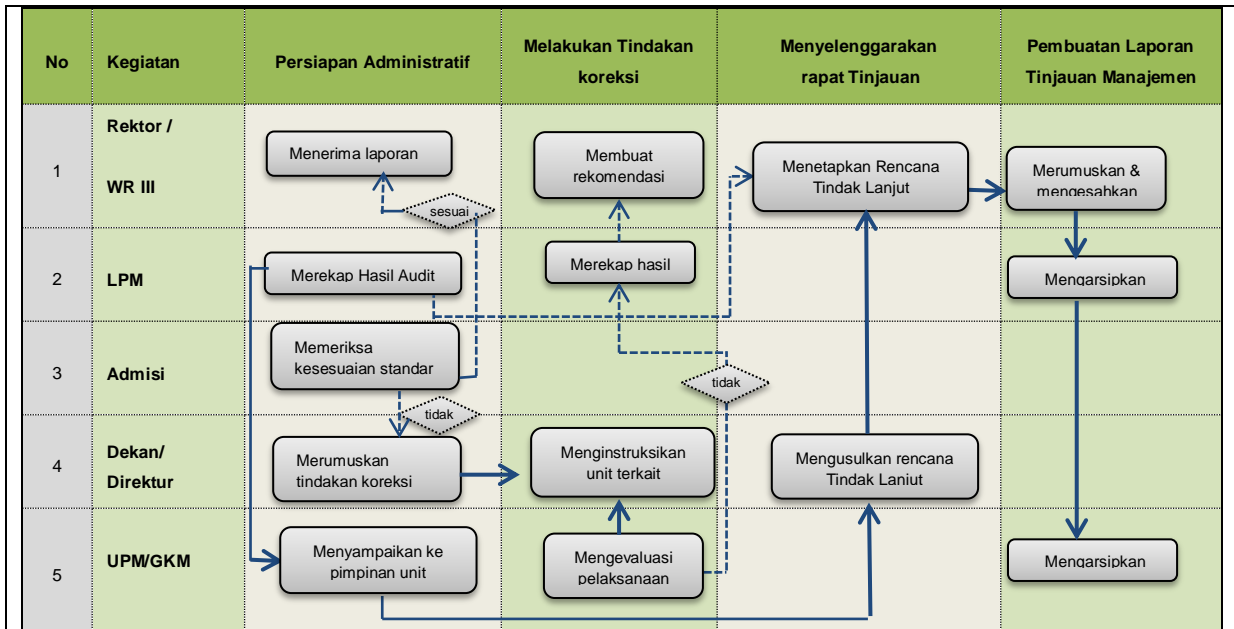 No
Kegiatan
Persiapan Administratif
Melakukan Tindakan
koreksi
Menyelenggarakan
rapat Tinjauan
Pembuatan Laporan
Tinjauan Manajemen
1
Rektor /
WR III
Menerima laporan
sesuai
Membuat
rekomendasi
Menetapkan Rencana
Tindak Lanjut
Merumuskan &
mengesahkan
2
LPM
Merekap Hasil Audit
Merekap hasil
Mengarsipkan
3
Admisi
Memeriksa
kesesuaian standar
tidak
tidak
4
Dekan/
Direktur
Merumuskan
tindakan koreksi
Menginstruksikan
unit terkait
Mengusulkan rencana
Tindak Lanjut
5
UPM/GKM
Menyampaikan ke
pimpinan unit
Mengevaluasi
pelaksanaan
Mengarsipkan